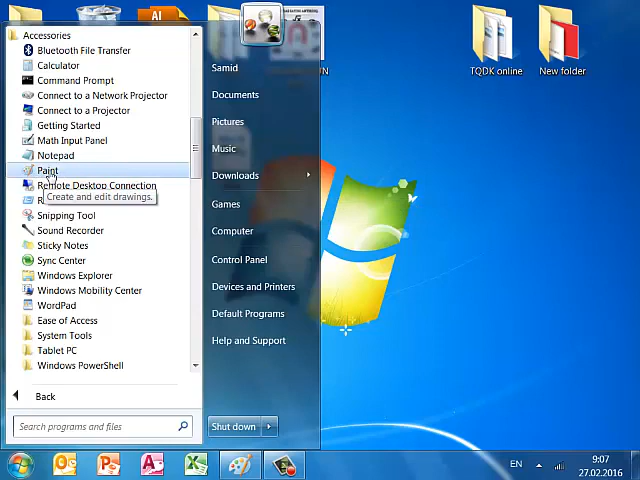 Accessories
Bluetooth File Transfer
Calculator
Command Prompt
Connect to a Network Projector
Connect to a Projector
Getting Started
Math Input Panel
Notepad
Paint
Remote Desktop Connection
Create and edit drawings.
Snipping Tool
Sound Recorder
Sticky Notes
Sync Center
Windows Explorer
Windows Mobility Center
WordPad
Ease of Access
System Tools
Tablet PC
Windows PowerShell
Back
Search programs and files
Samid
Documents
Pictures
Music
Downloads
Games
Computer
Control Panel
Devices and Printers
Default Programs
Help and Support
Shut down
TQDK online
New folder
EN
9:07
27.02.2016